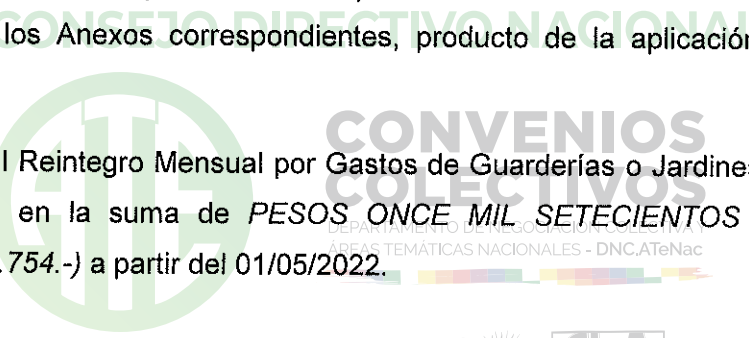 CONSEJO DIRECTIVO NACIONAL
los Anexos correspondientes, producto de la aplicación
CONVENIOS
l Reintegro Mensual por Gastos de Guarderías o Jardines
COLECTIVOS
en la suma de PESOS ONCE MIL SETECIENTOS
DEPARTAMENTO DE NEGOCIACIÓN COLECTIVA Y
ÁREAS TEMÁTICAS NACIONALES - DNC,ATeNac
.754.-) a partir del 01/05/2022.